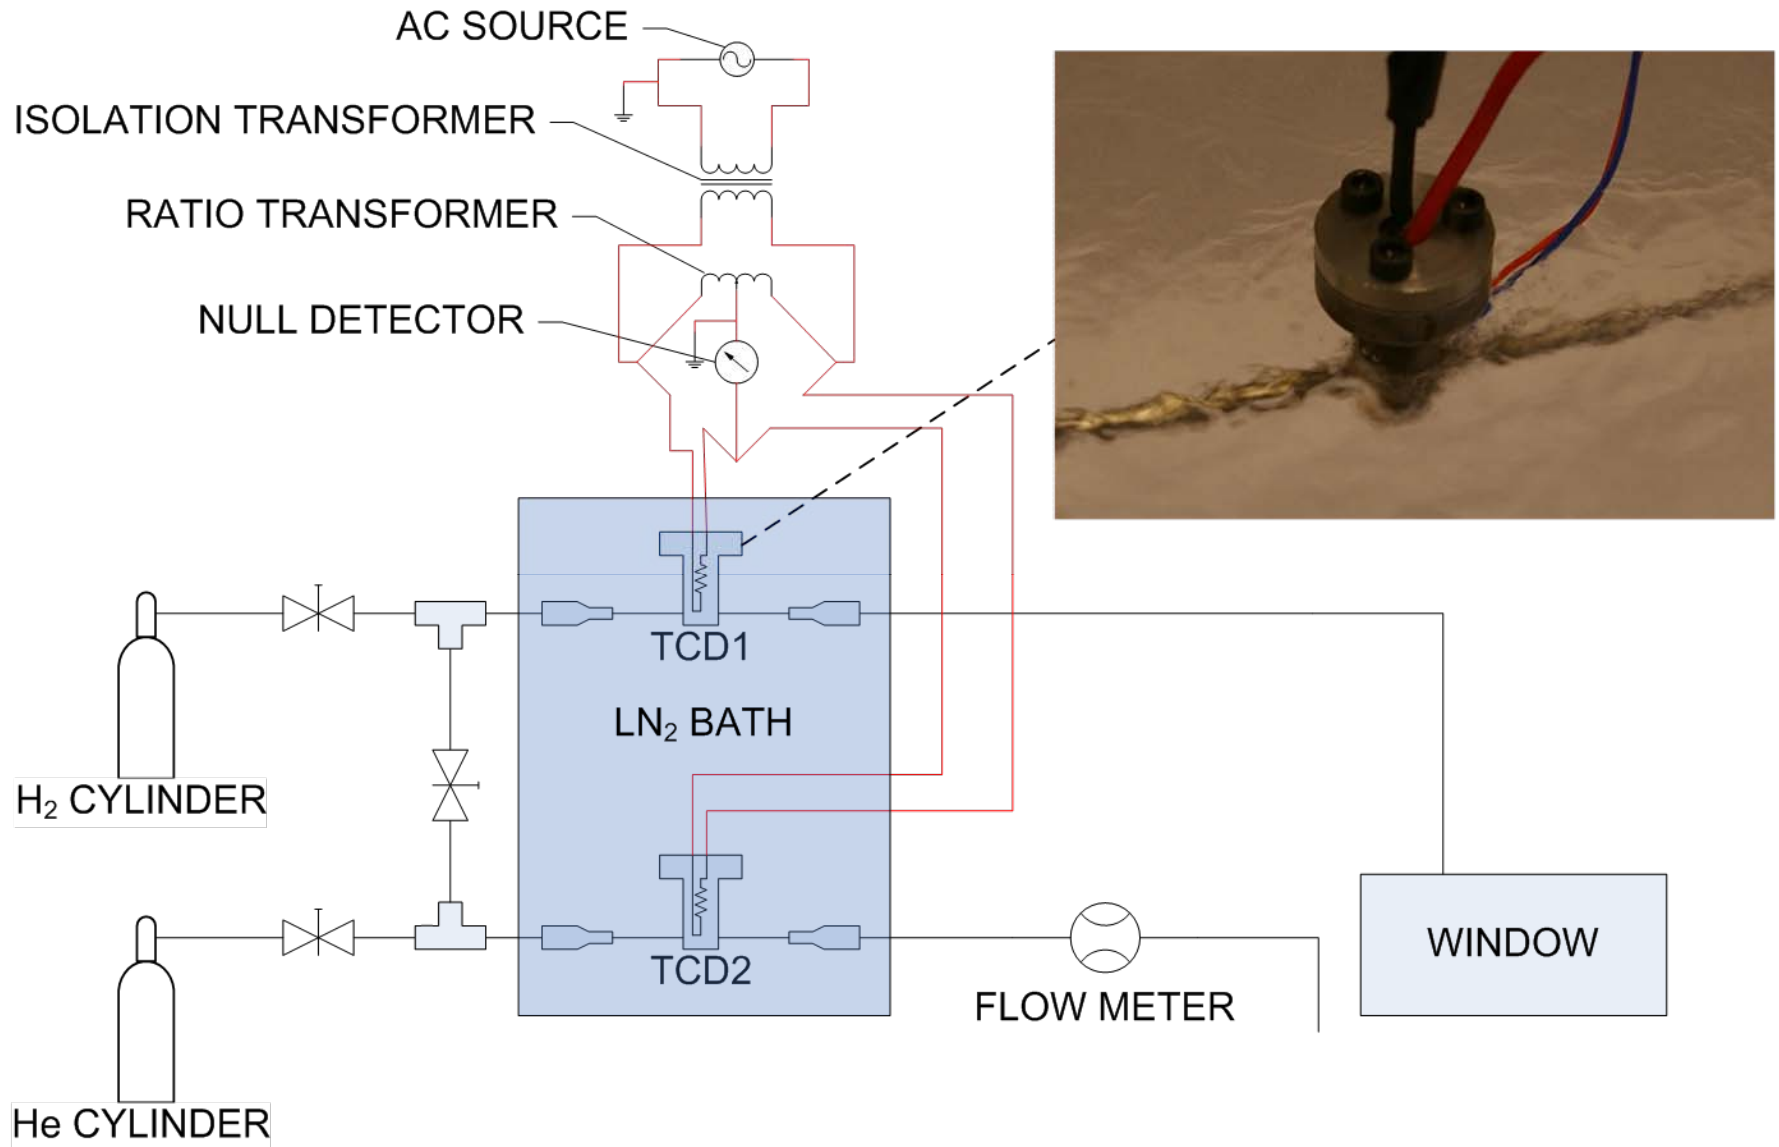 AC SOURCE
ISOLATION TRANSFORMER
RATIO TRANSFORMER
NULL DETECTOR
TCD1
LN₂ BATH
H₂ CYLINDER
WINDOW
TCD2
FLOW METER
He CYLINDER